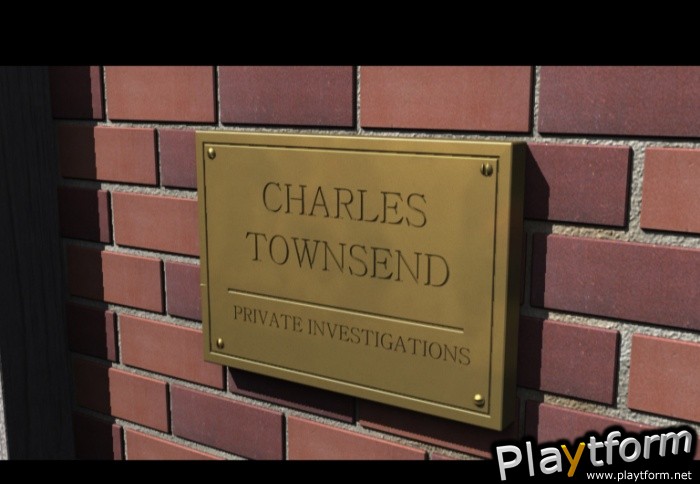 CHARLES
TOWNSEND
PRIVATE INVESTIGATIONS
Playtform
www.playtform.net